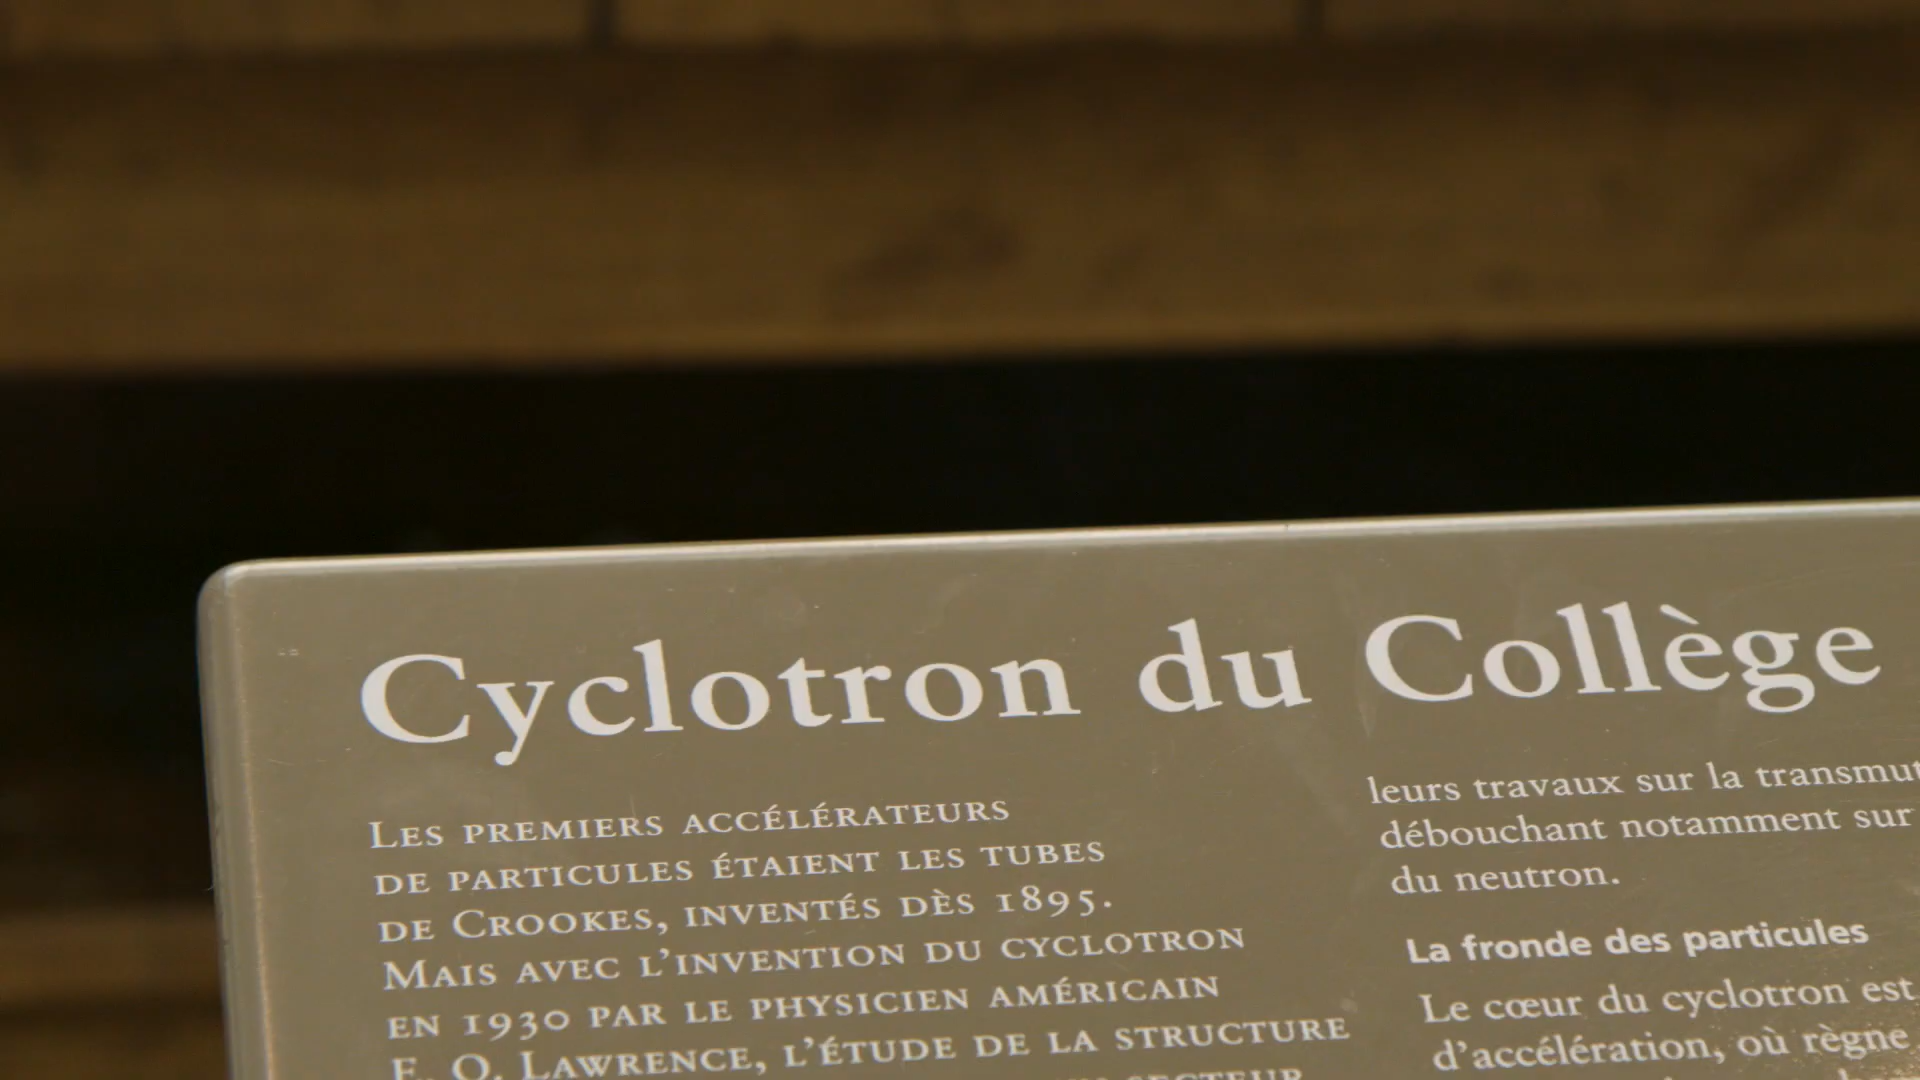 Cyclotron du Collège
Les premiers accélérateurs
de particules étaient les tubes
de Crookes, inventés dès 1895.
Mais avec l'invention du cyclotron
en 1930 par le physicien américain
E. O. Lawrence, l'étude de la structure
secteur
leurs travaux sur la transmut
débouchant notamment sur
du neutron.
La fronde des particules
Le cœur du cyclotron est
d'accélération, où règne